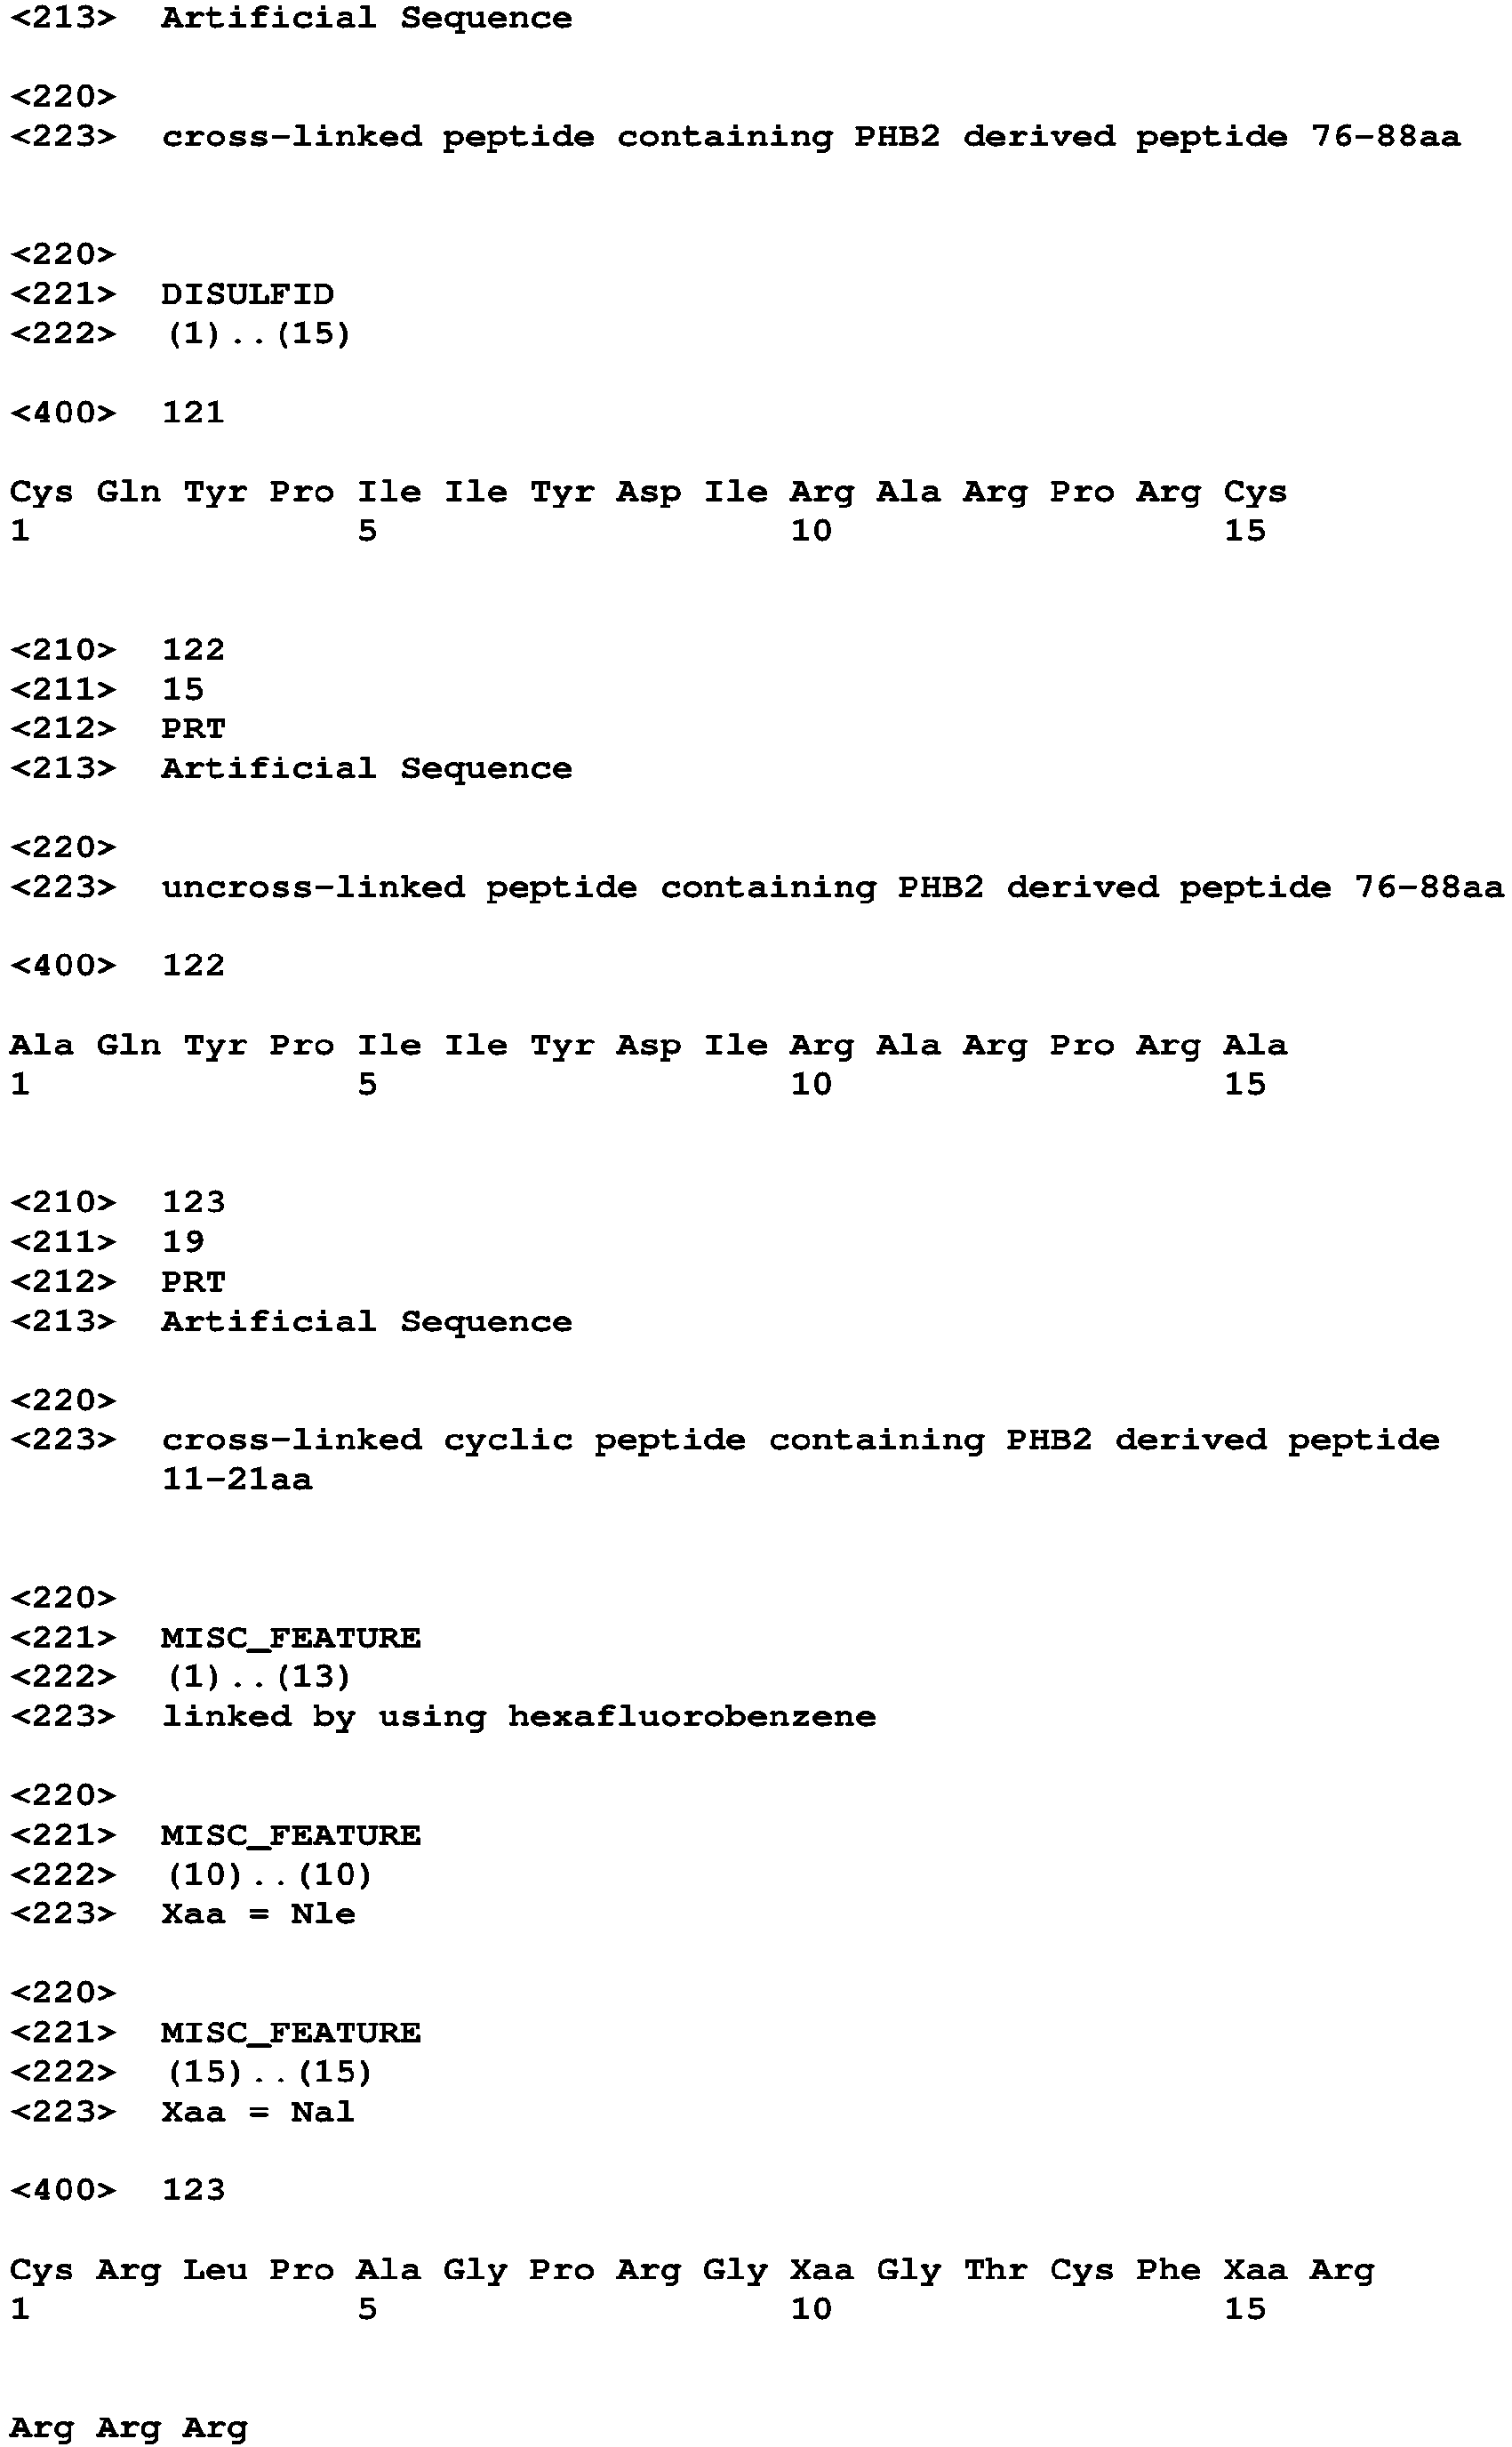 <213>  Artificial Sequence
<220>
<223>  cross-linked peptide containing PHB2 derived peptide 76-88aa
<220>
<221>  DISULFID
<222>  (1)..(15)
<400>  121
Cys Gln Tyr Pro Ile Ile Tyr Asp Ile Arg Ala Arg Pro Arg Cys
1               5                   10                  15
<210>  122
<211>  15
<212>  PRT
<213>  Artificial Sequence
<220>
<223>  uncross-linked peptide containing PHB2 derived peptide 76-88aa
<400>  122
Ala Gln Tyr Pro Ile Ile Tyr Asp Ile Arg Ala Arg Pro Arg Ala
1               5                   10                  15
<210>  123
<211>  19
<212>  PRT
<213>  Artificial Sequence
<220>
<223>  cross-linked cyclic peptide containing PHB2 derived peptide
11-21aa
<220>
<221>  MISC_FEATURE
<222>  (1)..(13)
<223>  linked by using hexafluorobenzene
<220>
<221>  MISC_FEATURE
<222>  (10)..(10)
<223>  Xaa = Nle
<220>
<221>  MISC_FEATURE
<222>  (15)..(15)
<223>  Xaa = Nal
<400>  123
Cys Arg Leu Pro Ala Gly Pro Arg Gly Xaa Gly Thr Cys Phe Xaa Arg
1               5                   10                  15
Arg Arg Arg